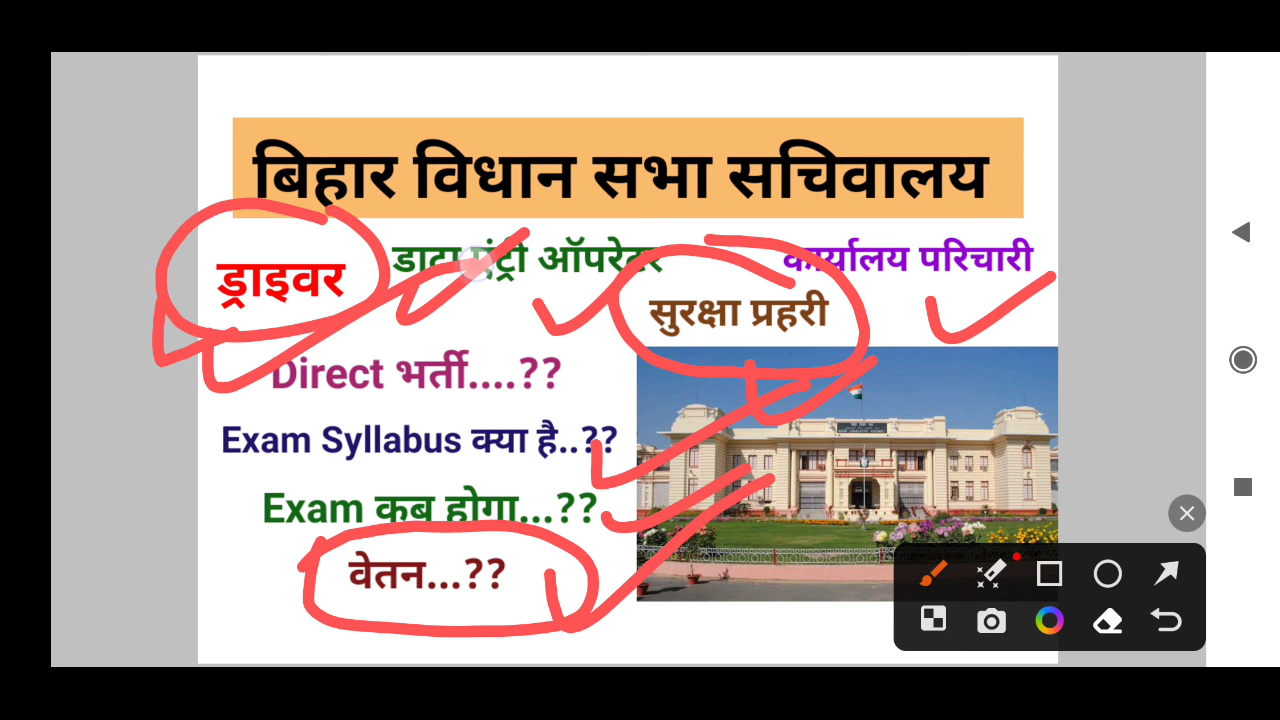 बिहार विधान सभा सचिवालय
ड्राइवर
डाटा एंट्री ऑपरेटर
कार्यालय परिचारी
सुरक्षा प्रहरी
Direct भर्ती....??
Exam Syllabus क्या है..??
Exam कब होगा...??
वेतन...??